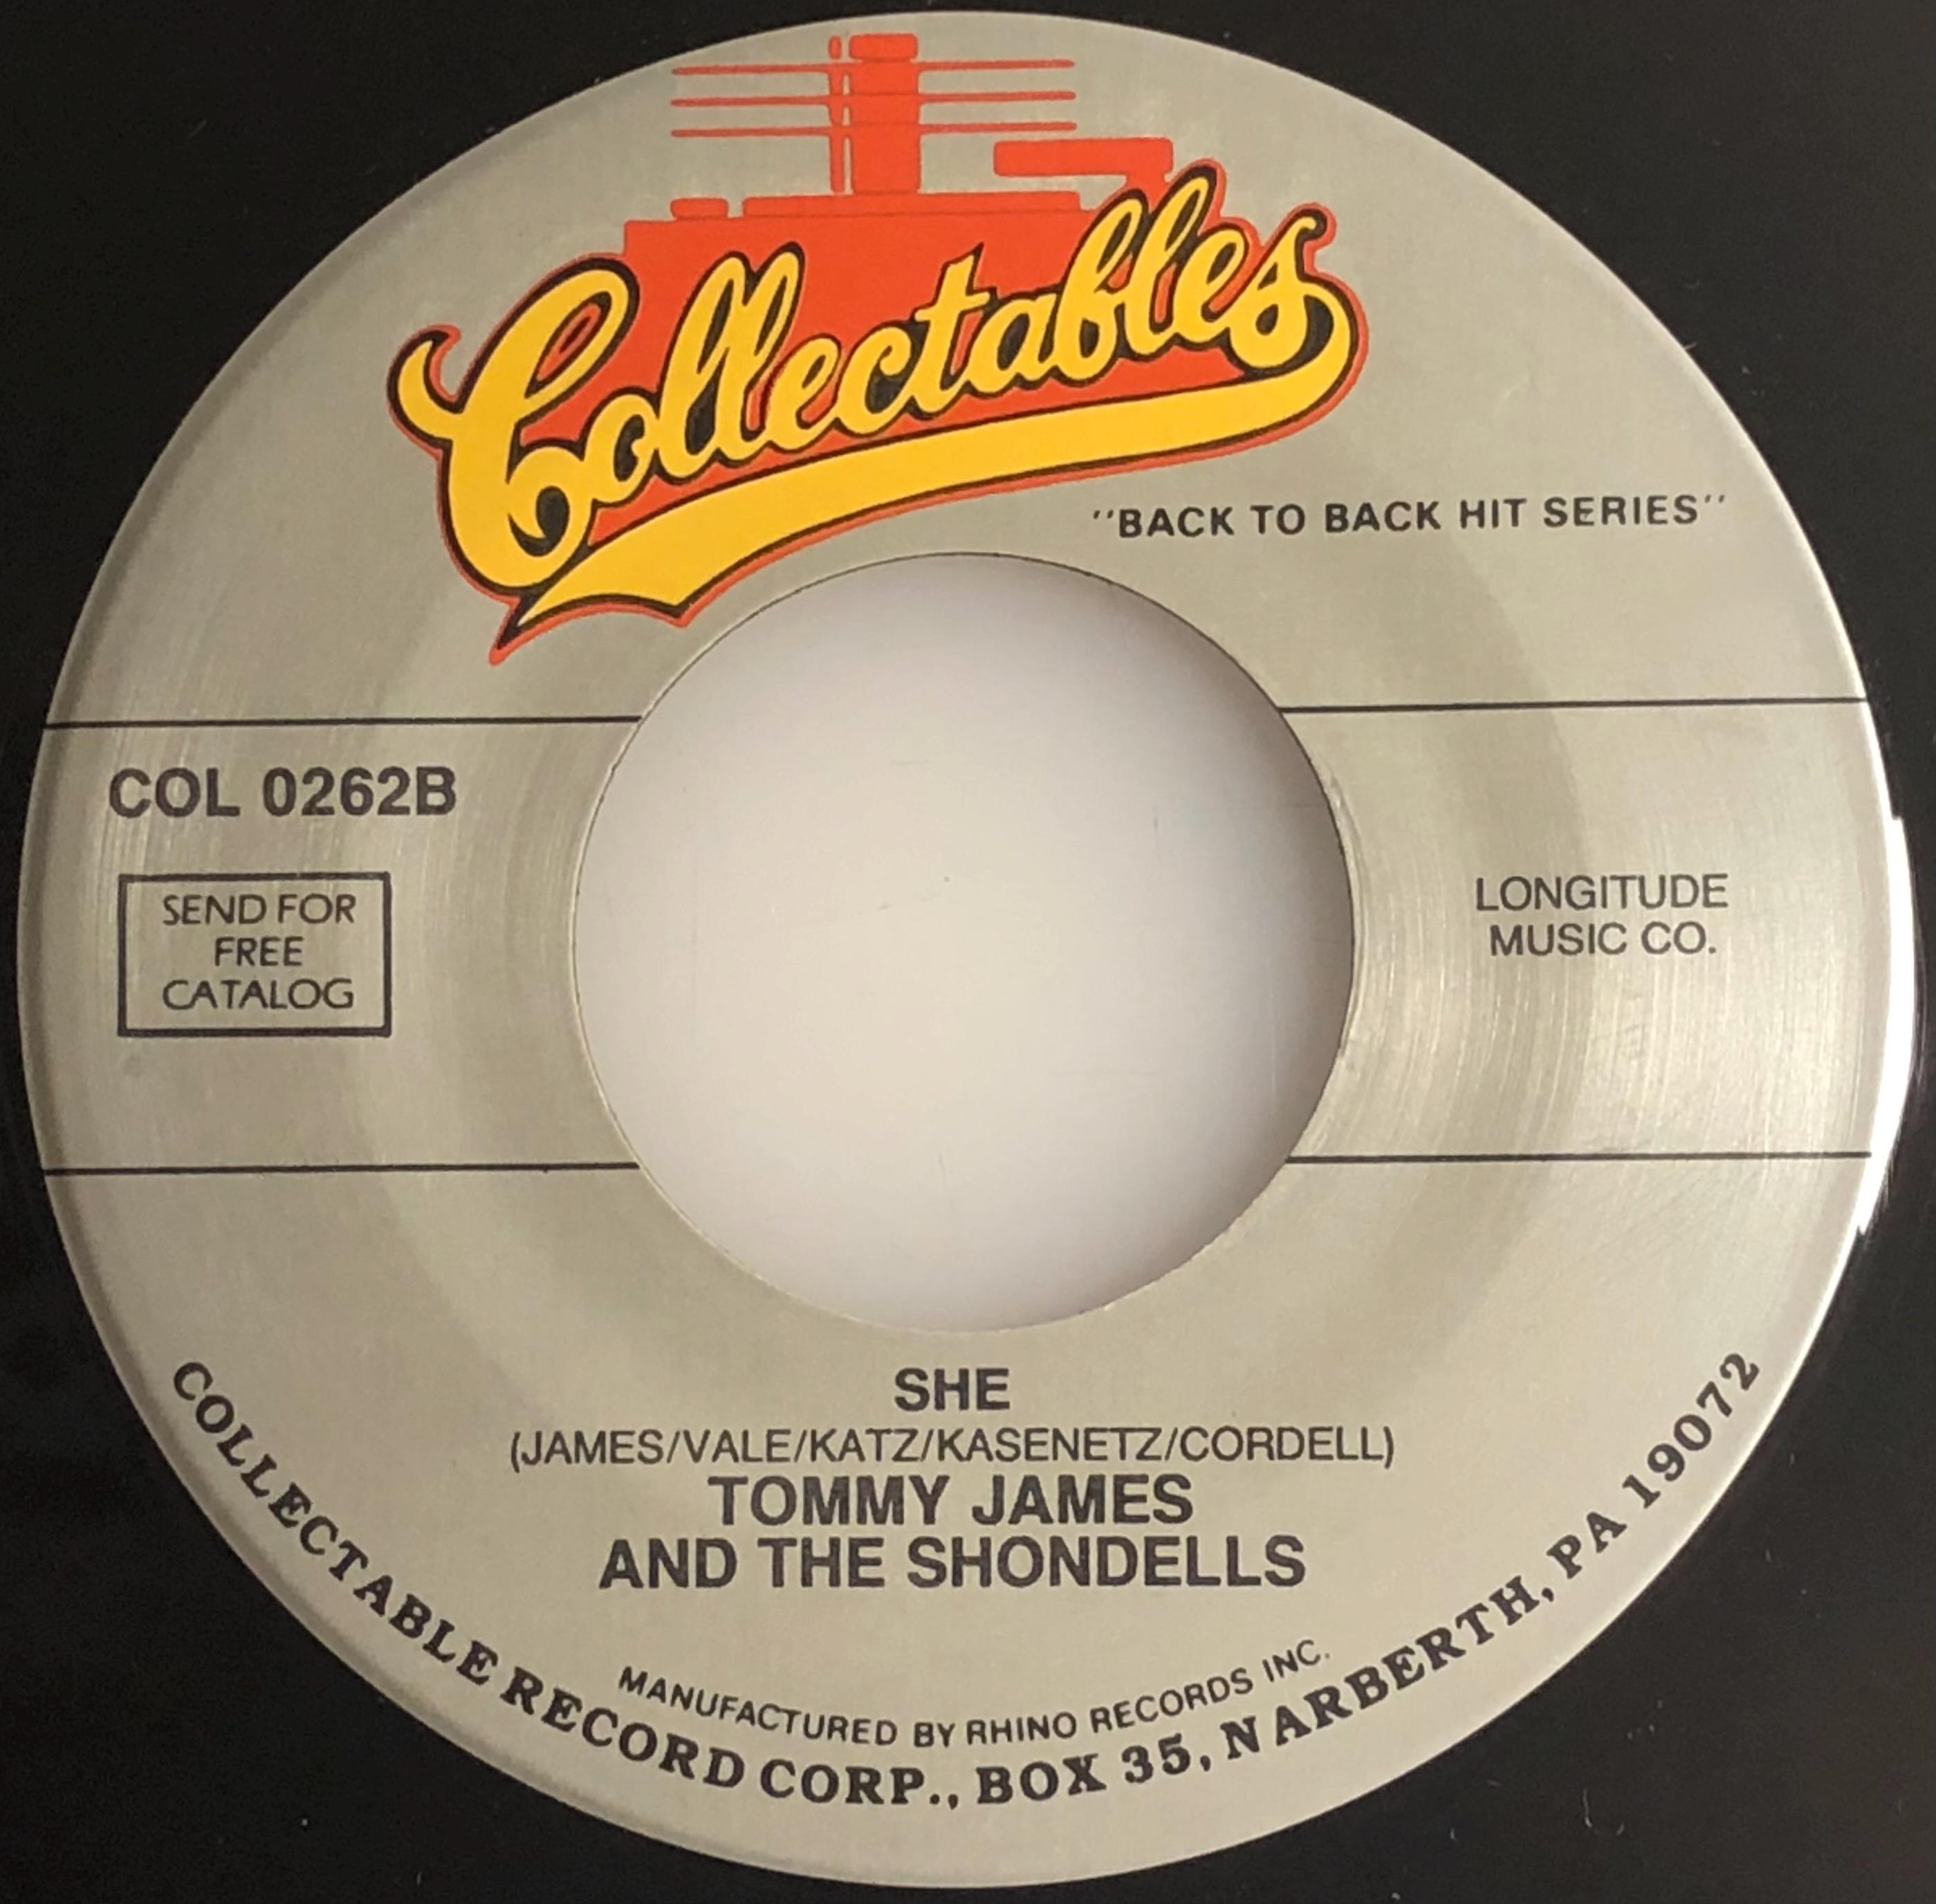 Collectables
"BACK TO BACK HIT SERIES"
COL 0262B
SEND FOR
FREE
CATALOG
LONGITUDE
MUSIC CO.
SHE
(JAMES/VALE/KATZ/KASENETZ/CORDELL)
TOMMY JAMES
AND THE SHONDELLS
MANUFACTURED BY RHINO RECORDS INC.
COLLECTABLE RECORD CORP., BOX 35, NARBERTH, PA 19072